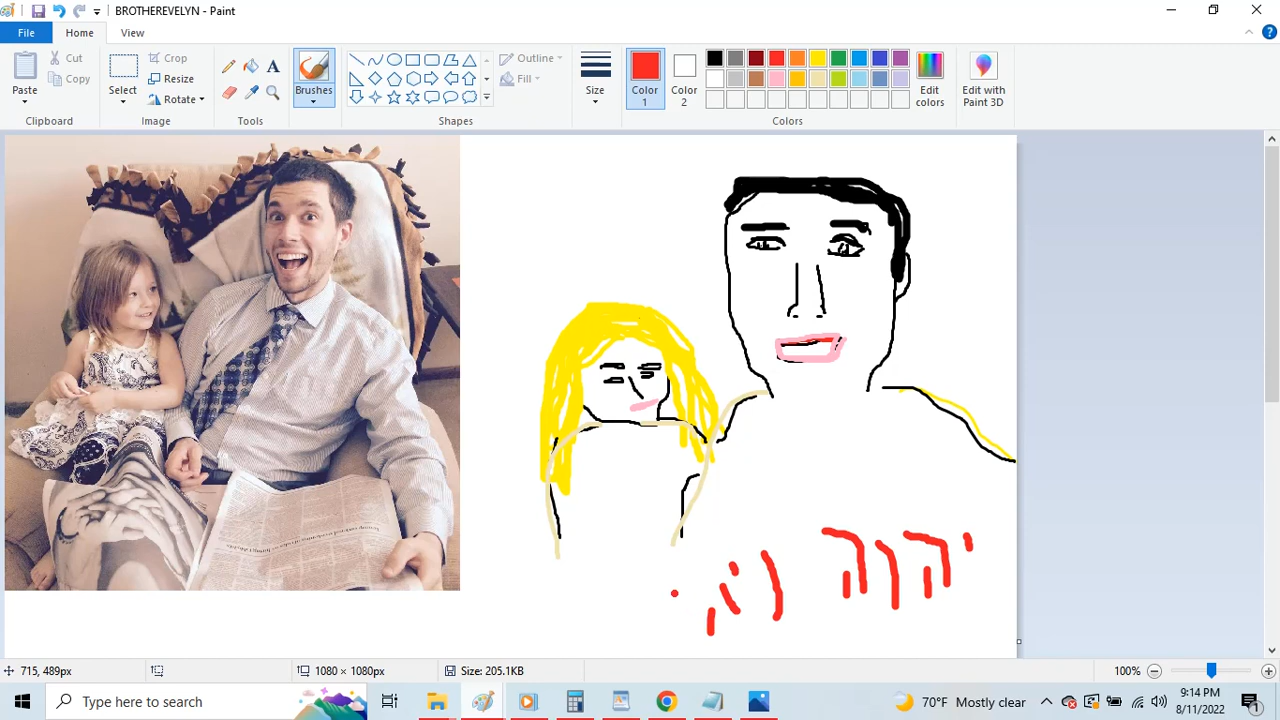 BROTHEREVELYN - Paint
File
Home
View
Paste
Cut
Copy
Clipboard
Select
Crop
Resize
Rotate
Image
A
Tools
Brushes
Outline
Fill
Shapes
Size
Color 1
Color 2
Edit colors
Edit with Paint 3D
Colors
יהוה
715, 489px
1080 × 1080px
Size: 205.1KB
100%
Type here to search
70°F Mostly clear
9:14 PM
8/11/2022
1